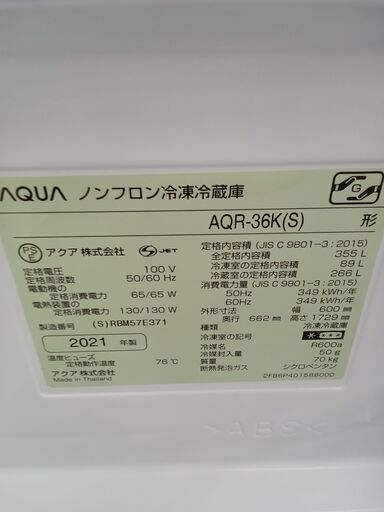 AQUA ノンフロン冷凍冷蔵庫
G
AQR-36K(S) 形
PS E アクア 株式会社 S JET
定格電圧 100 V
定格周波数 50/60 Hz
電動機の
定格消費電力 65/65 W
電熱装置の
定格消費電力 130/130 W
製造番号 (S)RBM57E371
2021 年製
温度ヒューズ
定格動作温度 76℃
アクア 株式会社
Made in Thailand
定格内容積 (JIS C 9801-3 : 2015)
全定格内容積 355 L
冷凍室の定格内容積 89 L
冷蔵室の定格内容積 266 L
消費電力量 (JIS C 9801-3 : 2015)
50Hz 349 kWh/年
60Hz 349 kWh/年
外形寸法 幅 600 mm
奥行 662 mm 高さ 1729 mm
種類 冷凍冷蔵庫
冷凍室の記号
冷媒名 R600a
冷媒封入量 50 g
質量 70 kg
断熱発泡ガス シクロペンタン
2FB6P401588000
>ABS<